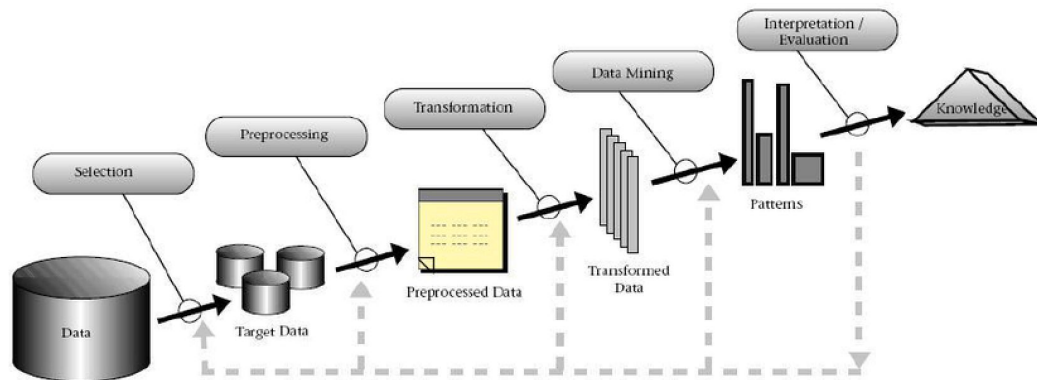 Interpretation /
Evaluation
Data Mining
Transformation
Knowledge
Preprocessing
Selection
Patterns
Transformed
Data
Preprocessed Data
Target Data
Data